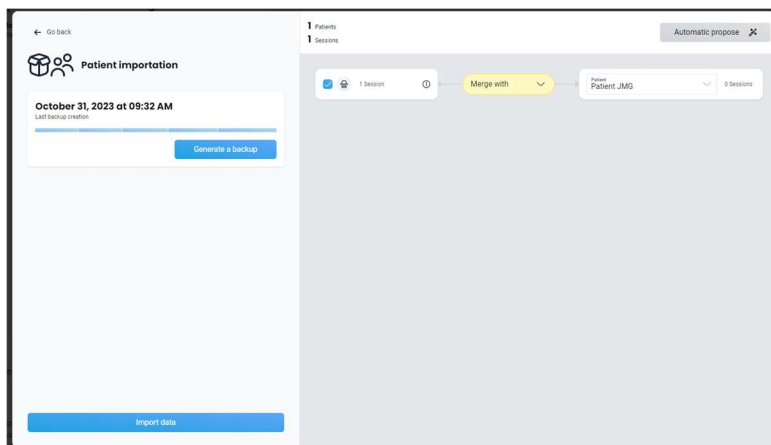 Go back
Patient importation
October 31, 2023 at 09:32 AM
Last backup creation
Generate a backup
Import data
1 Patients
1 Sessions
Automatic propose
1 Session
Merge with
Patient
Patient JMG
0 Sessions